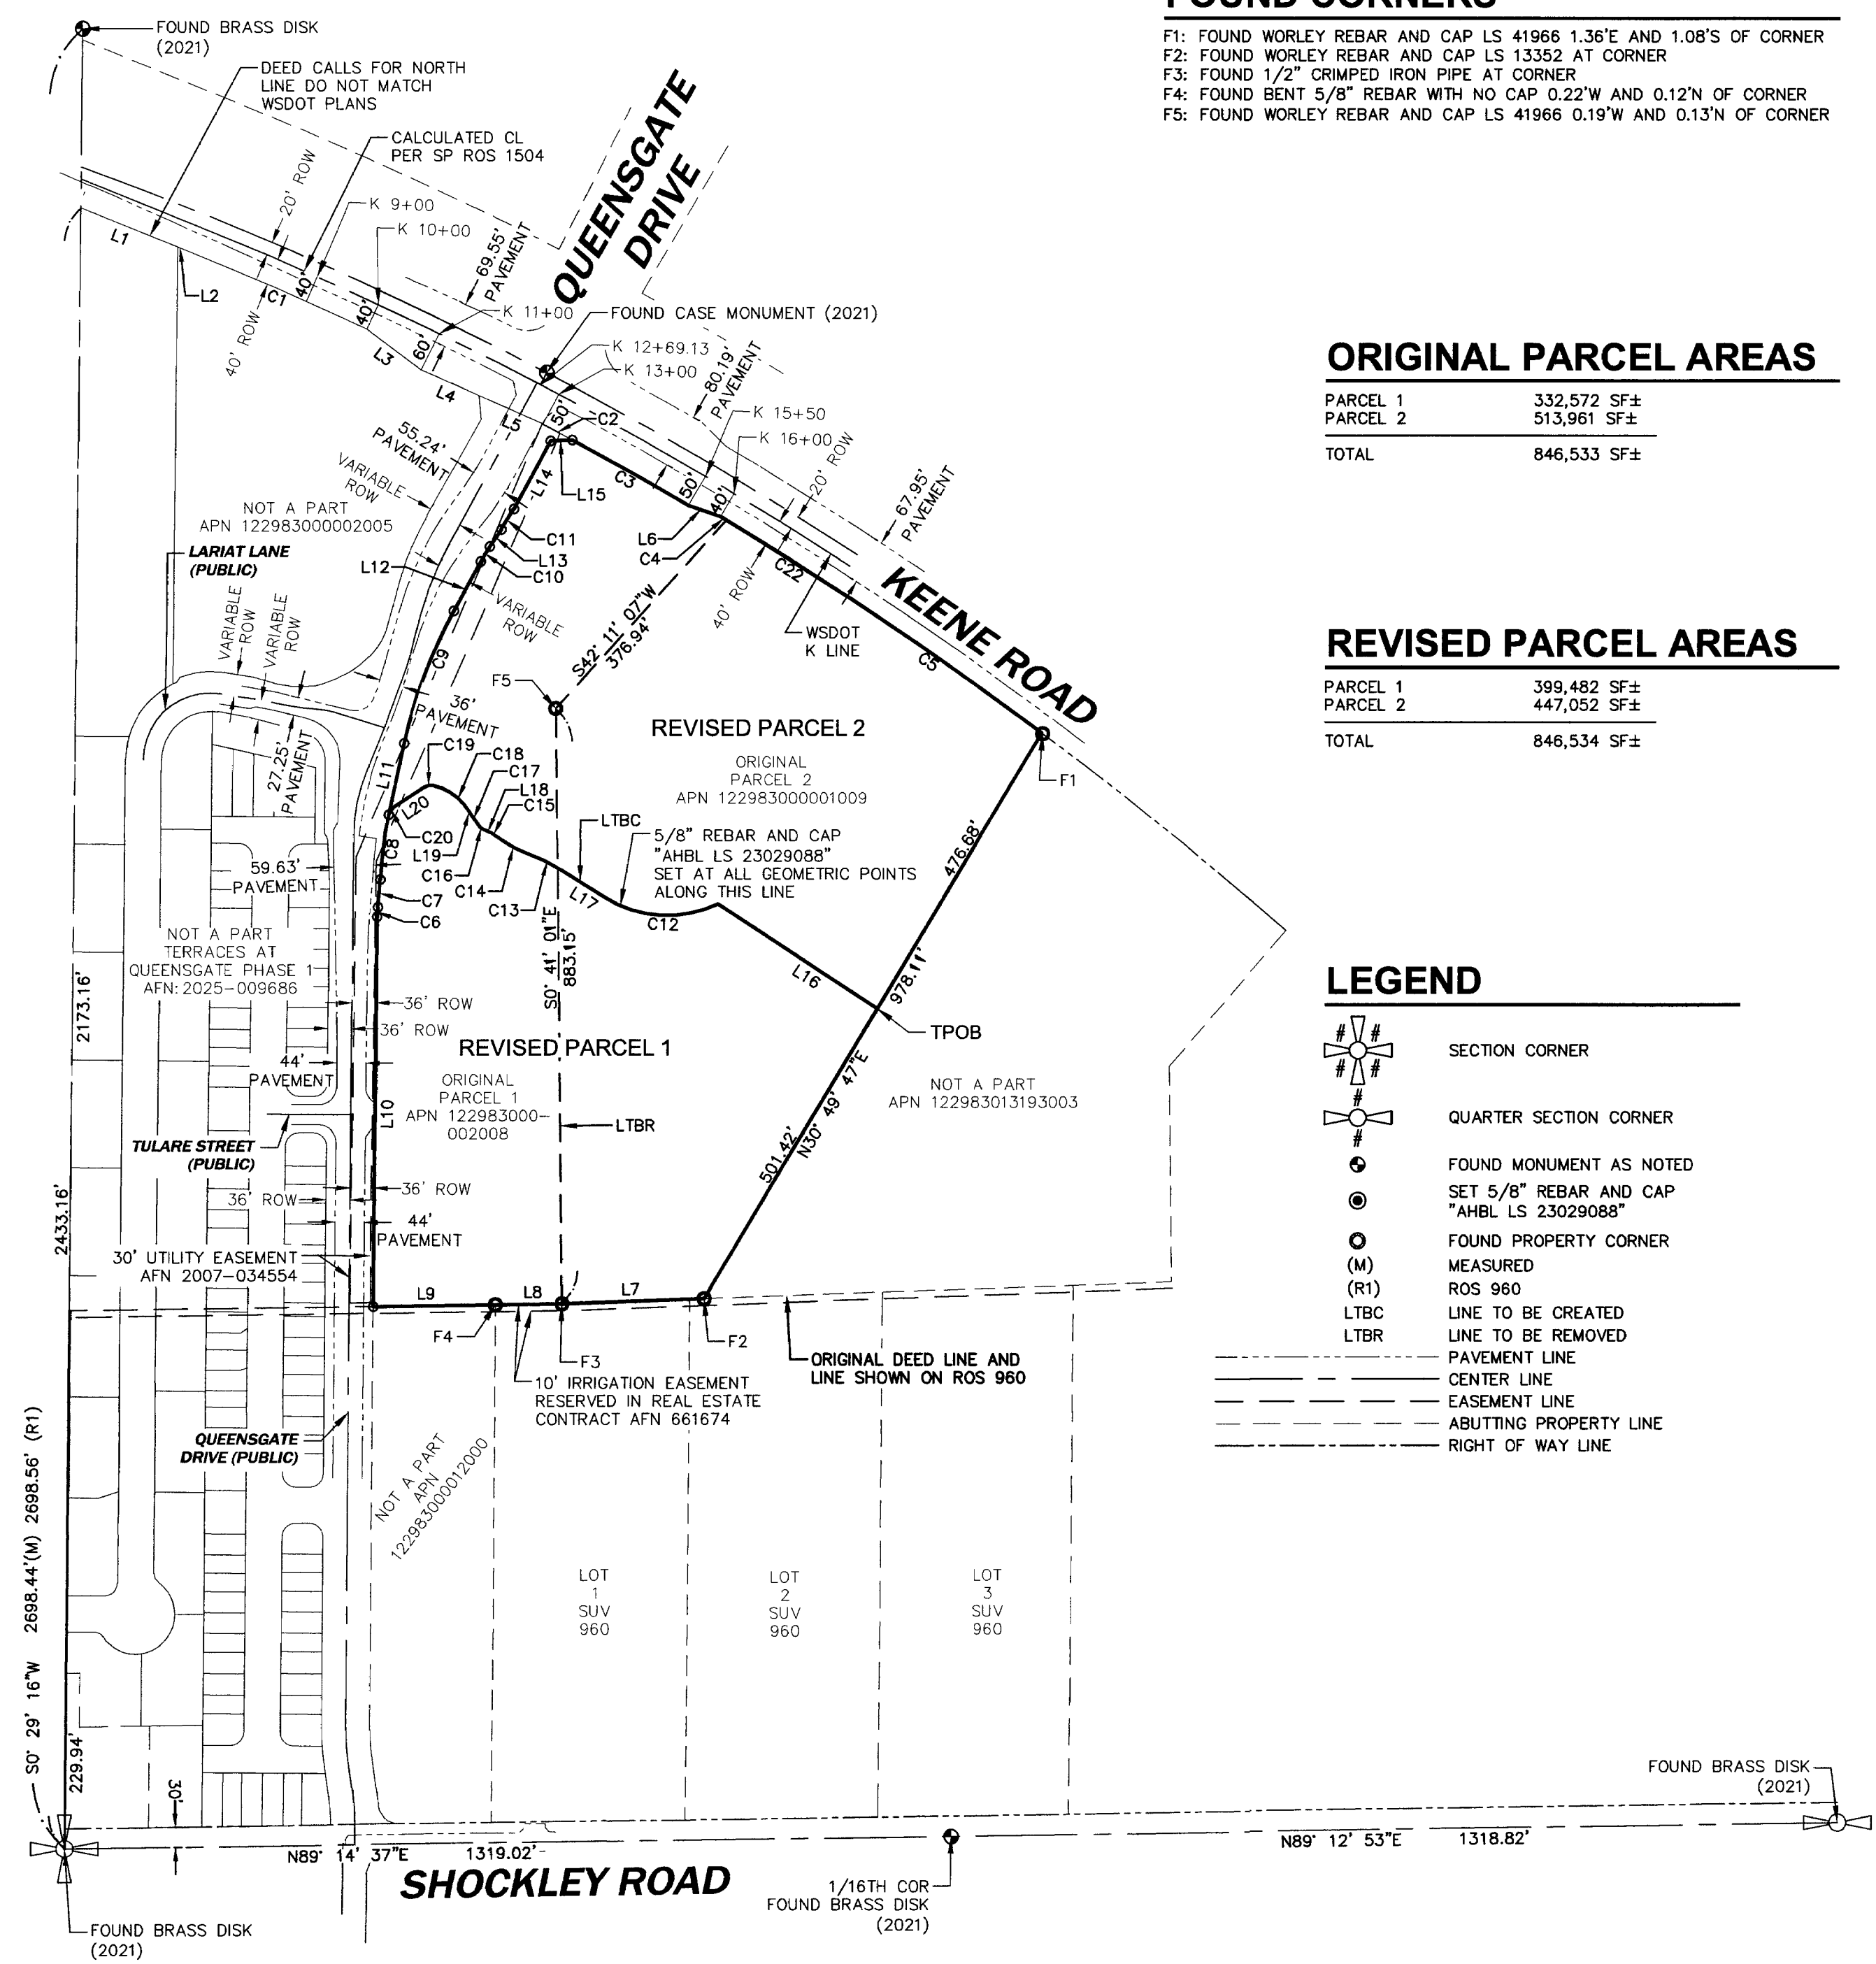 FOUND CORNERS
F1: FOUND WORLEY REBAR AND CAP LS 41966 1.36'E AND 1.08'S OF CORNER
F2: FOUND WORLEY REBAR AND CAP LS 13352 AT CORNER
F3: FOUND 1/2" CRIMPED IRON PIPE AT CORNER
F4: FOUND BENT 5/8" REBAR WITH NO CAP 0.22'W AND 0.12'N OF CORNER
F5: FOUND WORLEY REBAR AND CAP LS 41966 0.19'W AND 0.13'N OF CORNER
FOUND BRASS DISK
(2021)
DEED CALLS FOR NORTH
LINE DO NOT MATCH
WSDOT PLANS
CALCULATED CL
PER SP ROS 1504
20' ROW
K 9+00
K 10+00
69.55'
PAVEMENT
QUEENSGATE
DRIVE
L1
L2
C1
40'
40'
40' ROW
K 11+00
FOUND CASE MONUMENT (2021)
K 12+69.13
K 13+00
80.19'
PAVEMENT
L3
60'
L4
L5
50'
C2
K 15+50
K 16+00
20' ROW
67.95'
PAVEMENT
55.24'
PAVEMENT
VARIABLE
ROW
L14
L15
C3
50'
40'
NOT A PART
APN 122983000002005
LARIAT LANE
(PUBLIC)
C11
L13
C10
L12
L6
C4
C22
40' ROW
VARIABLE
ROW
VARIABLE
ROW
VARIABLE
ROW
WSDOT
K LINE
KEENE ROAD
C5
S42° 11' 07"W
376.94'
C9
F5
36'
PAVEMENT
REVISED PARCEL 2
ORIGINAL
PARCEL 2
APN 122983000001009
F1
27.25'
PAVEMENT
L11
C19
C18
C17
L18
C15
L20
C20
L19
C16
C14
C13
C8
C7
C6
LTBC
5/8" REBAR AND CAP
"AHBL LS 23029088"
SET AT ALL GEOMETRIC POINTS
ALONG THIS LINE
L17
C12
476.68'
59.63'
PAVEMENT
NOT A PART
TERRACES AT
QUEENSGATE PHASE 1
AFN: 2025-009686
S0° 41' 01"E
883.15'
L16
978.11'
TPOB
2173.16'
36' ROW
36' ROW
REVISED PARCEL 1
ORIGINAL
PARCEL 1
APN 122983000-
002008
44'
PAVEMENT
L10
N30° 49' 47"E
501.42'
NOT A PART
APN 122983013193003
LTBR
TULARE STREET
(PUBLIC)
36' ROW
36' ROW
44'
PAVEMENT
2433.16'
30' UTILITY EASEMENT
AFN 2007-034554
L9
L8
L7
F4
F3
F2
ORIGINAL DEED LINE AND
LINE SHOWN ON ROS 960
10' IRRIGATION EASEMENT
RESERVED IN REAL ESTATE
CONTRACT AFN 661674
QUEENSGATE
DRIVE (PUBLIC)
NOT A PART
APN
122983000012000
S0° 29' 16"W 2698.44'(M) 2698.56' (R1)
LOT
1
SUV
960
LOT
2
SUV
960
LOT
3
SUV
960
229.94'
30'
N89° 14' 37"E 1319.02'
SHOCKLEY ROAD
1/16TH COR
FOUND BRASS DISK
(2021)
N89° 12' 53"E 1318.82'
FOUND BRASS DISK
(2021)
FOUND BRASS DISK
(2021)
ORIGINAL PARCEL AREAS
PARCEL 1 332,572 SF±
PARCEL 2 513,961 SF±
TOTAL 846,533 SF±
REVISED PARCEL AREAS
PARCEL 1 399,482 SF±
PARCEL 2 447,052 SF±
TOTAL 846,534 SF±
LEGEND
# #
# #
SECTION CORNER
#
#
QUARTER SECTION CORNER
FOUND MONUMENT AS NOTED
SET 5/8" REBAR AND CAP
"AHBL LS 23029088"
FOUND PROPERTY CORNER
(M) MEASURED
(R1) ROS 960
LTBC LINE TO BE CREATED
LTBR LINE TO BE REMOVED
PAVEMENT LINE
CENTER LINE
EASEMENT LINE
ABUTTING PROPERTY LINE
RIGHT OF WAY LINE